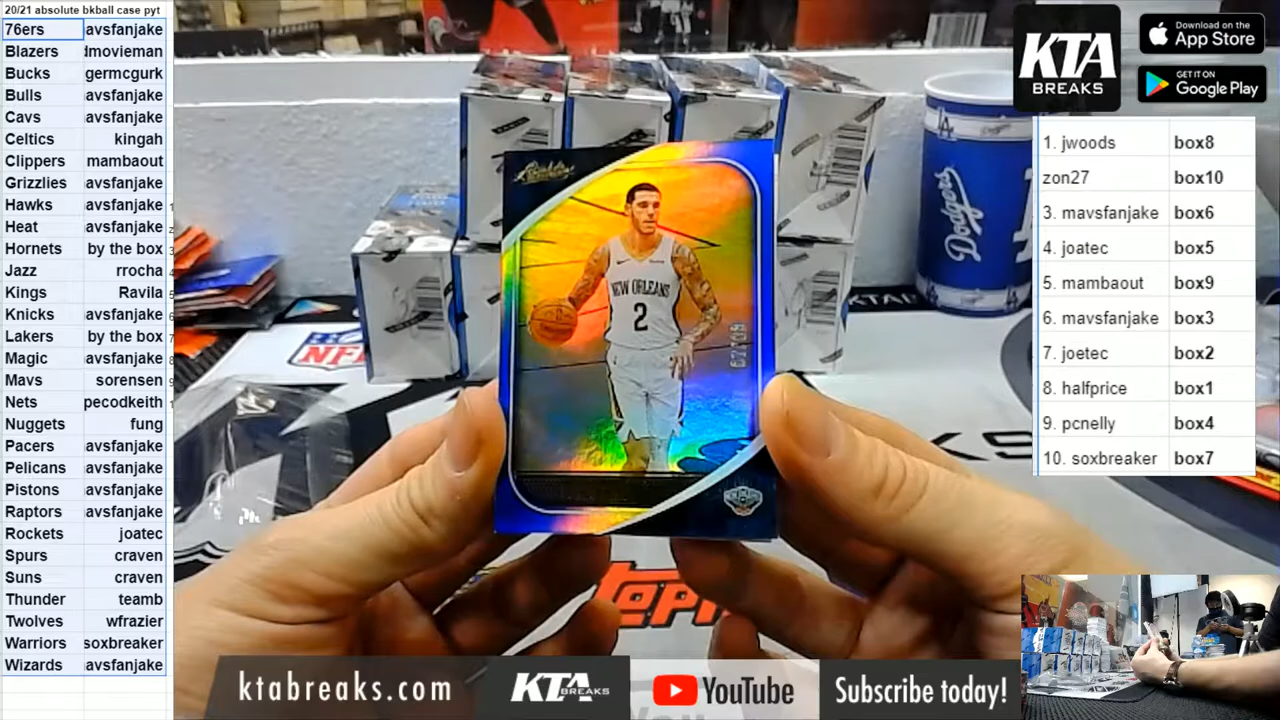 20/21 absolute bkball case pyt
76ers avsfanjake
Blazers dmovieman
Bucks germcgurk
Bulls avsfanjake
Cavs avsfanjake
Celtics kingah
Clippers mambaout
Grizzlies avsfanjake
Hawks avsfanjake
Heat avsfanjake
Hornets by the box
Jazz rrocha
Kings Ravila
Knicks avsfanjake
Lakers by the box
Magic avsfanjake
Mavs sorensen
Nets pecodkeith
Nuggets fung
Pacers avsfanjake
Pelicans avsfanjake
Pistons avsfanjake
Raptors avsfanjake
Rockets joatec
Spurs craven
Suns craven
Thunder teamb
Twolves wfrazier
Warriors soxbreaker
Wizards avsfanjake
KTA
BREAKS
Download on the
App Store
GET IT ON
Google Play
1. jwoods box8
zon27 box10
3. mavsfanjake box6
4. joatec box5
5. mambaout box9
6. mavsfanjake box3
7. joetec box2
8. halfprice box1
9. pcnelly box4
10. soxbreaker box7
NEW ORLEANS
2
Dodgers
LA
NFL
Topps
ktabreaks.com
KTA
BREAKS
YouTube
Subscribe today!